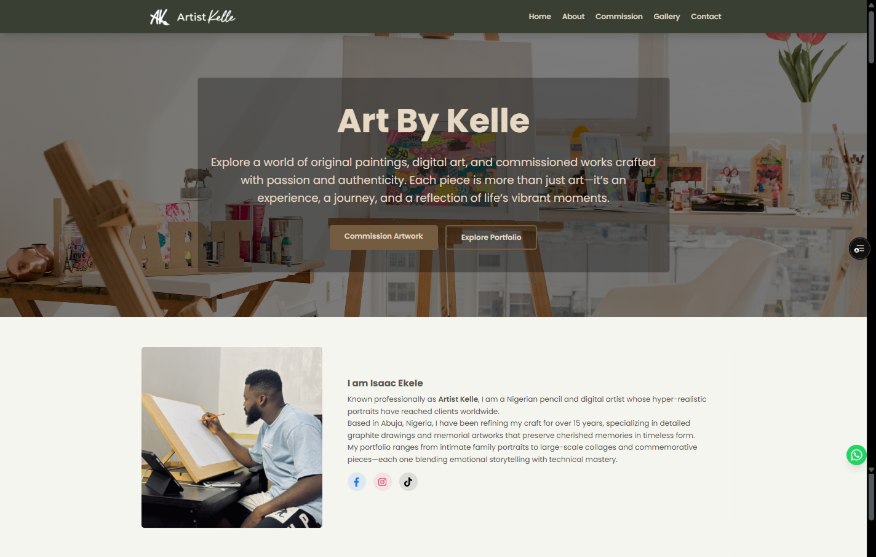 AK Artist Kelle
Home About Commission Gallery Contact
Art By Kelle
Explore a world of original paintings, digital art, and commissioned works crafted
with passion and authenticity. Each piece is more than just art—it's an
experience, a journey, and a reflection of life's vibrant moments.
Commission Artwork Explore Portfolio
I am Isaac Ekele
Known professionally as Artist Kelle, I am a Nigerian pencil and digital artist whose hyper-realistic
portraits have reached clients worldwide.
Based in Abuja, Nigeria, I have been refining my craft for over 15 years, specializing in detailed
graphite drawings and memorial artworks that preserve cherished memories in timeless form.
My portfolio ranges from intimate family portraits to large-scale collages and commemorative
pieces—each one blending emotional storytelling with technical mastery.